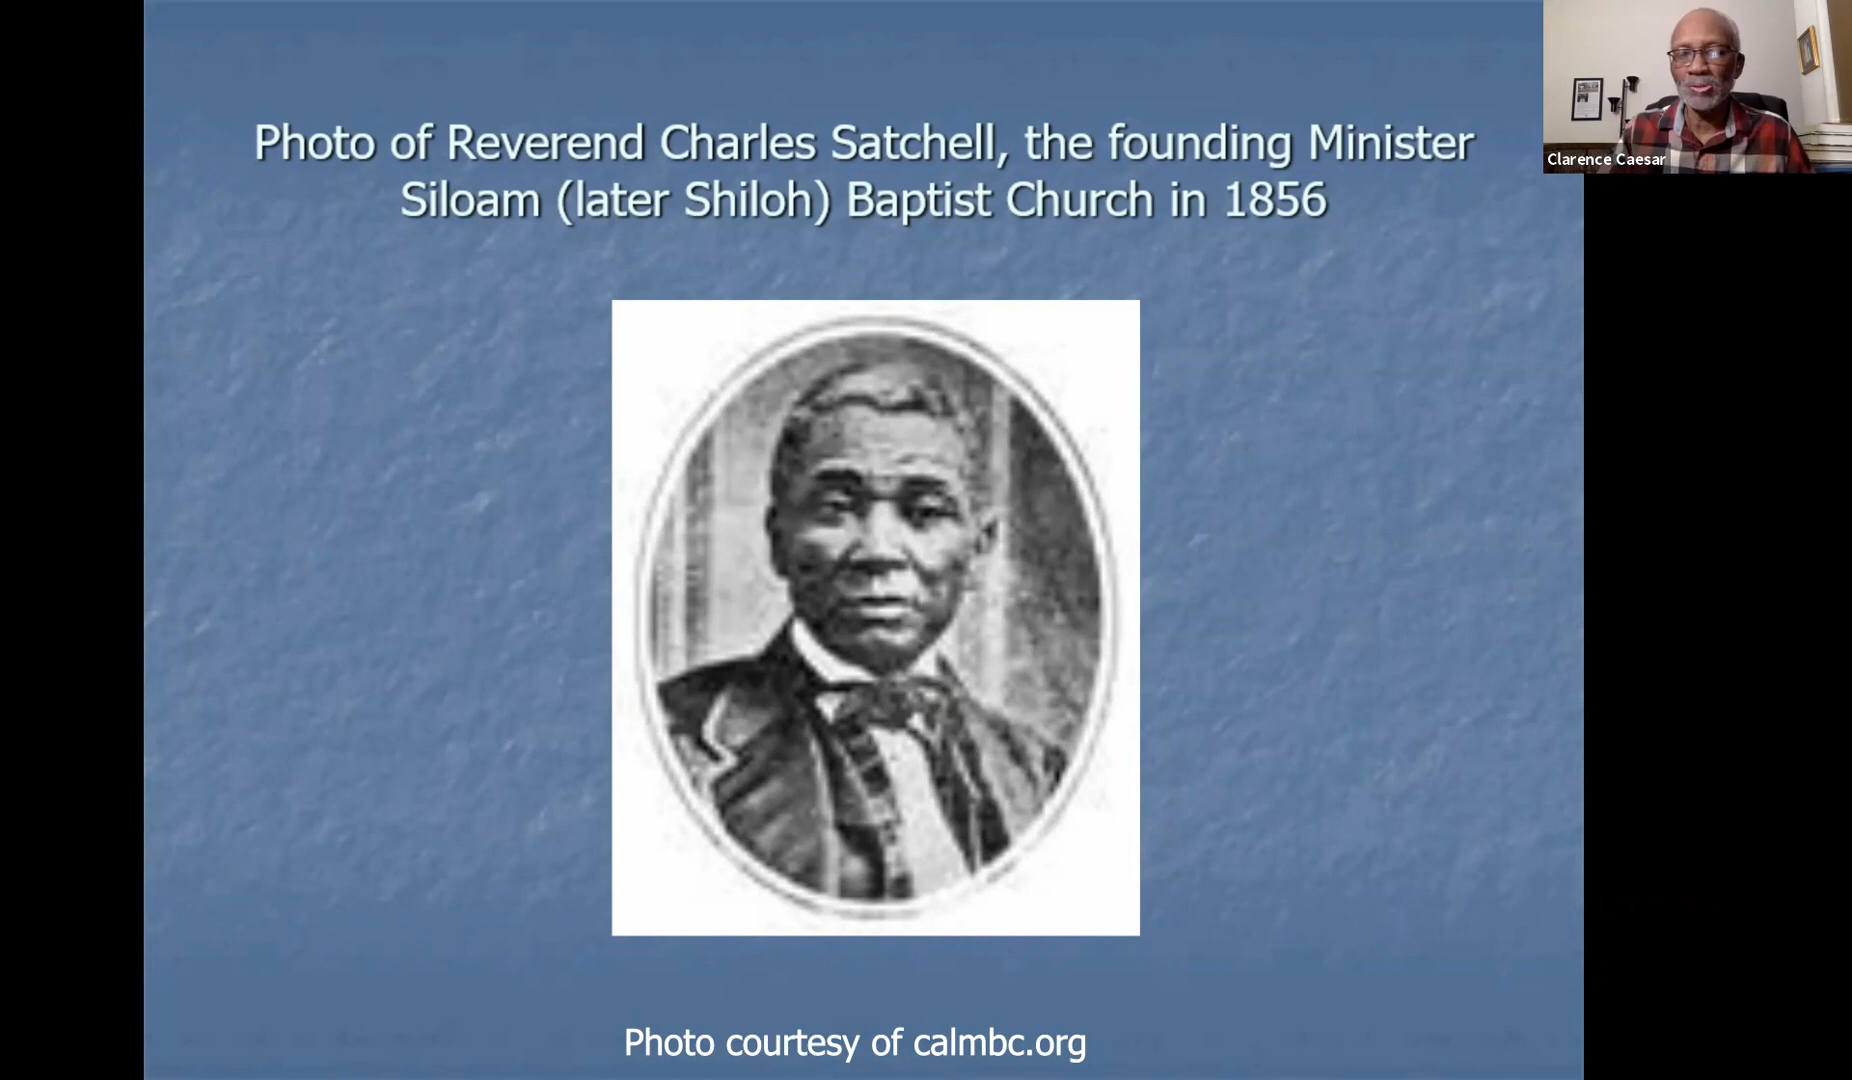 Photo of Reverend Charles Satchell, the founding Minister
Siloam (later Shiloh) Baptist Church in 1856
Clarence Caesar
Photo courtesy of calmbc.org